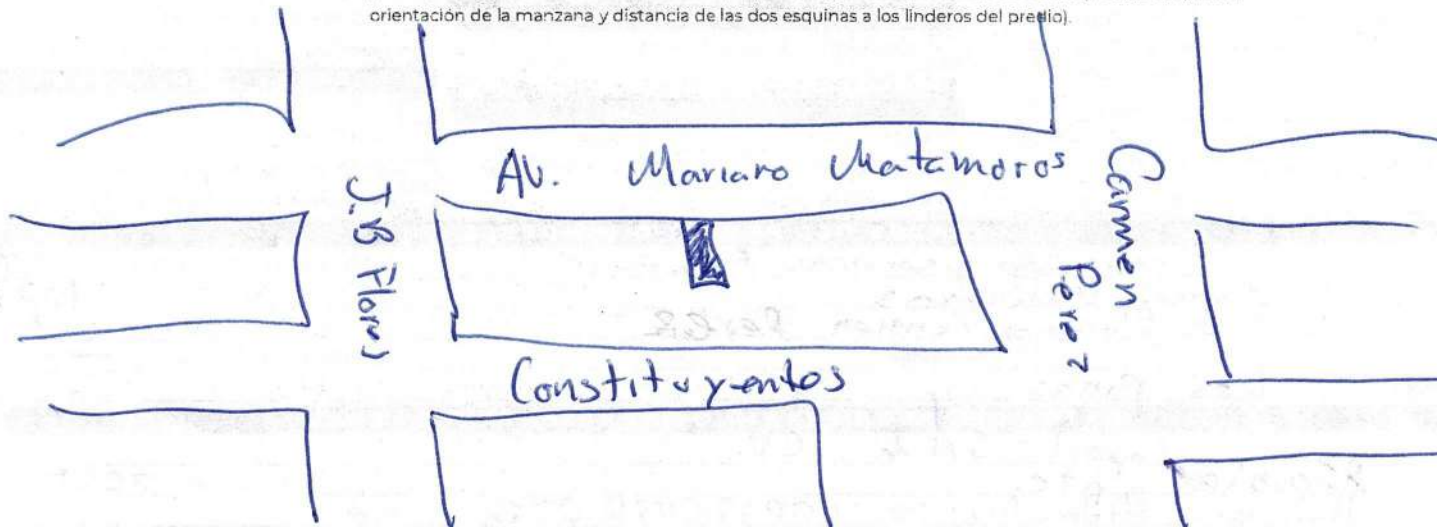 orientación de la manzana y distancia de las dos esquinas a los linderos del predio).
Av. Mariano Matamoros
J.B Flores
Carmen
Perez
Constituyentes